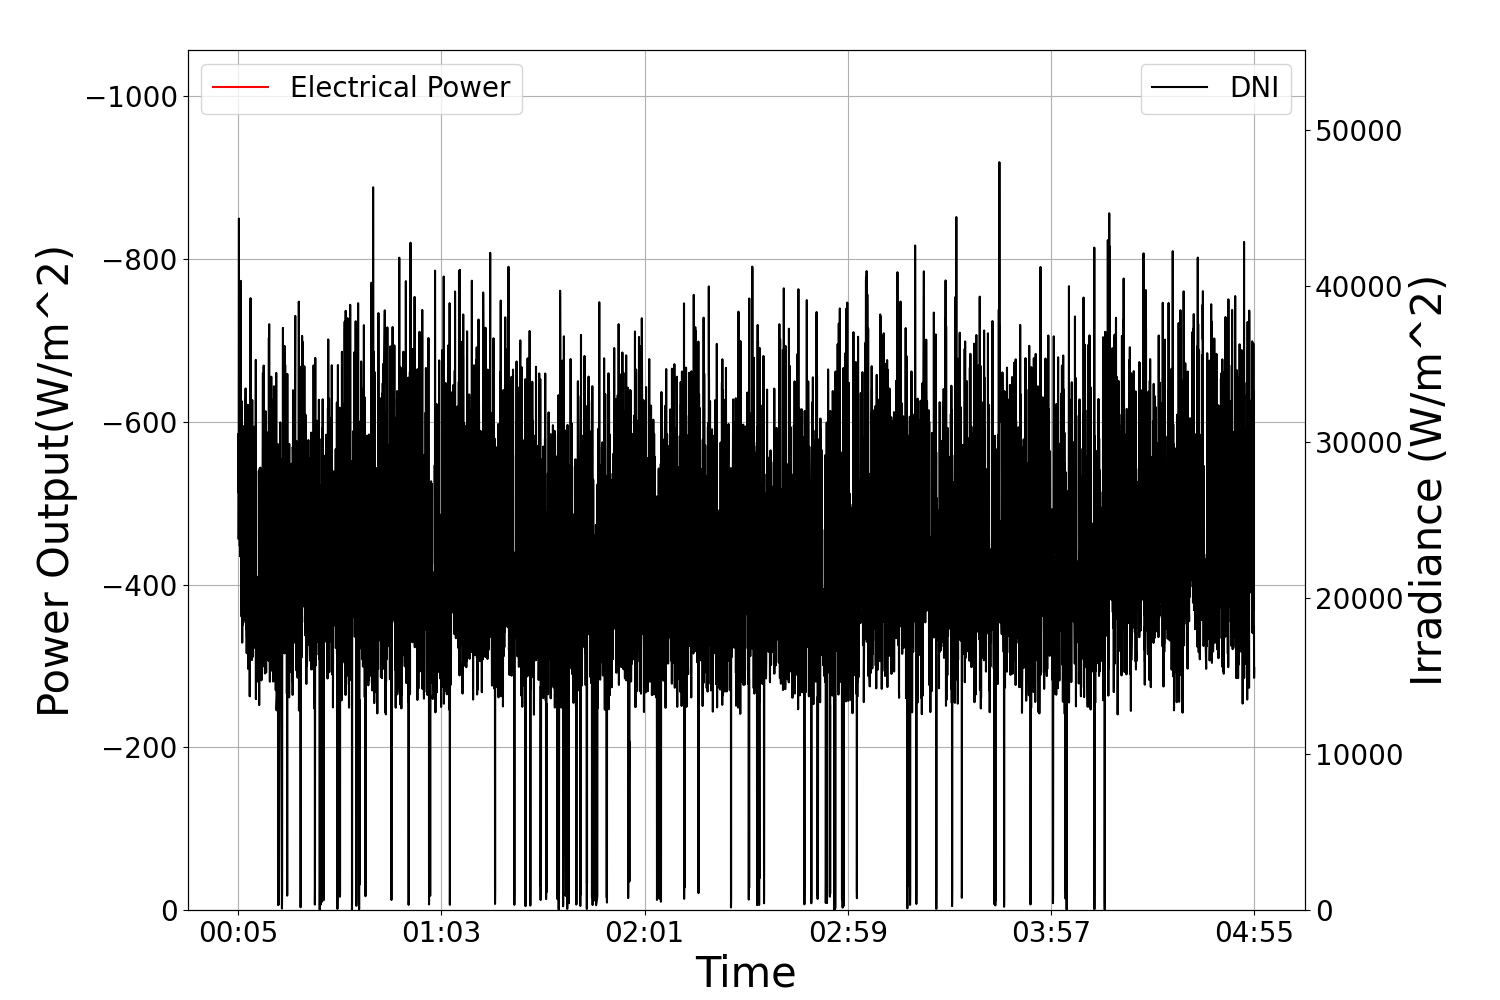 Electrical Power
DNI
Power Output(W/m^2)
−1000
−800
−600
−400
−200
0
50000
40000
30000
20000
10000
0
Irradiance (W/m^2)
00:05 01:03 02:01 02:59 03:57 04:55
Time